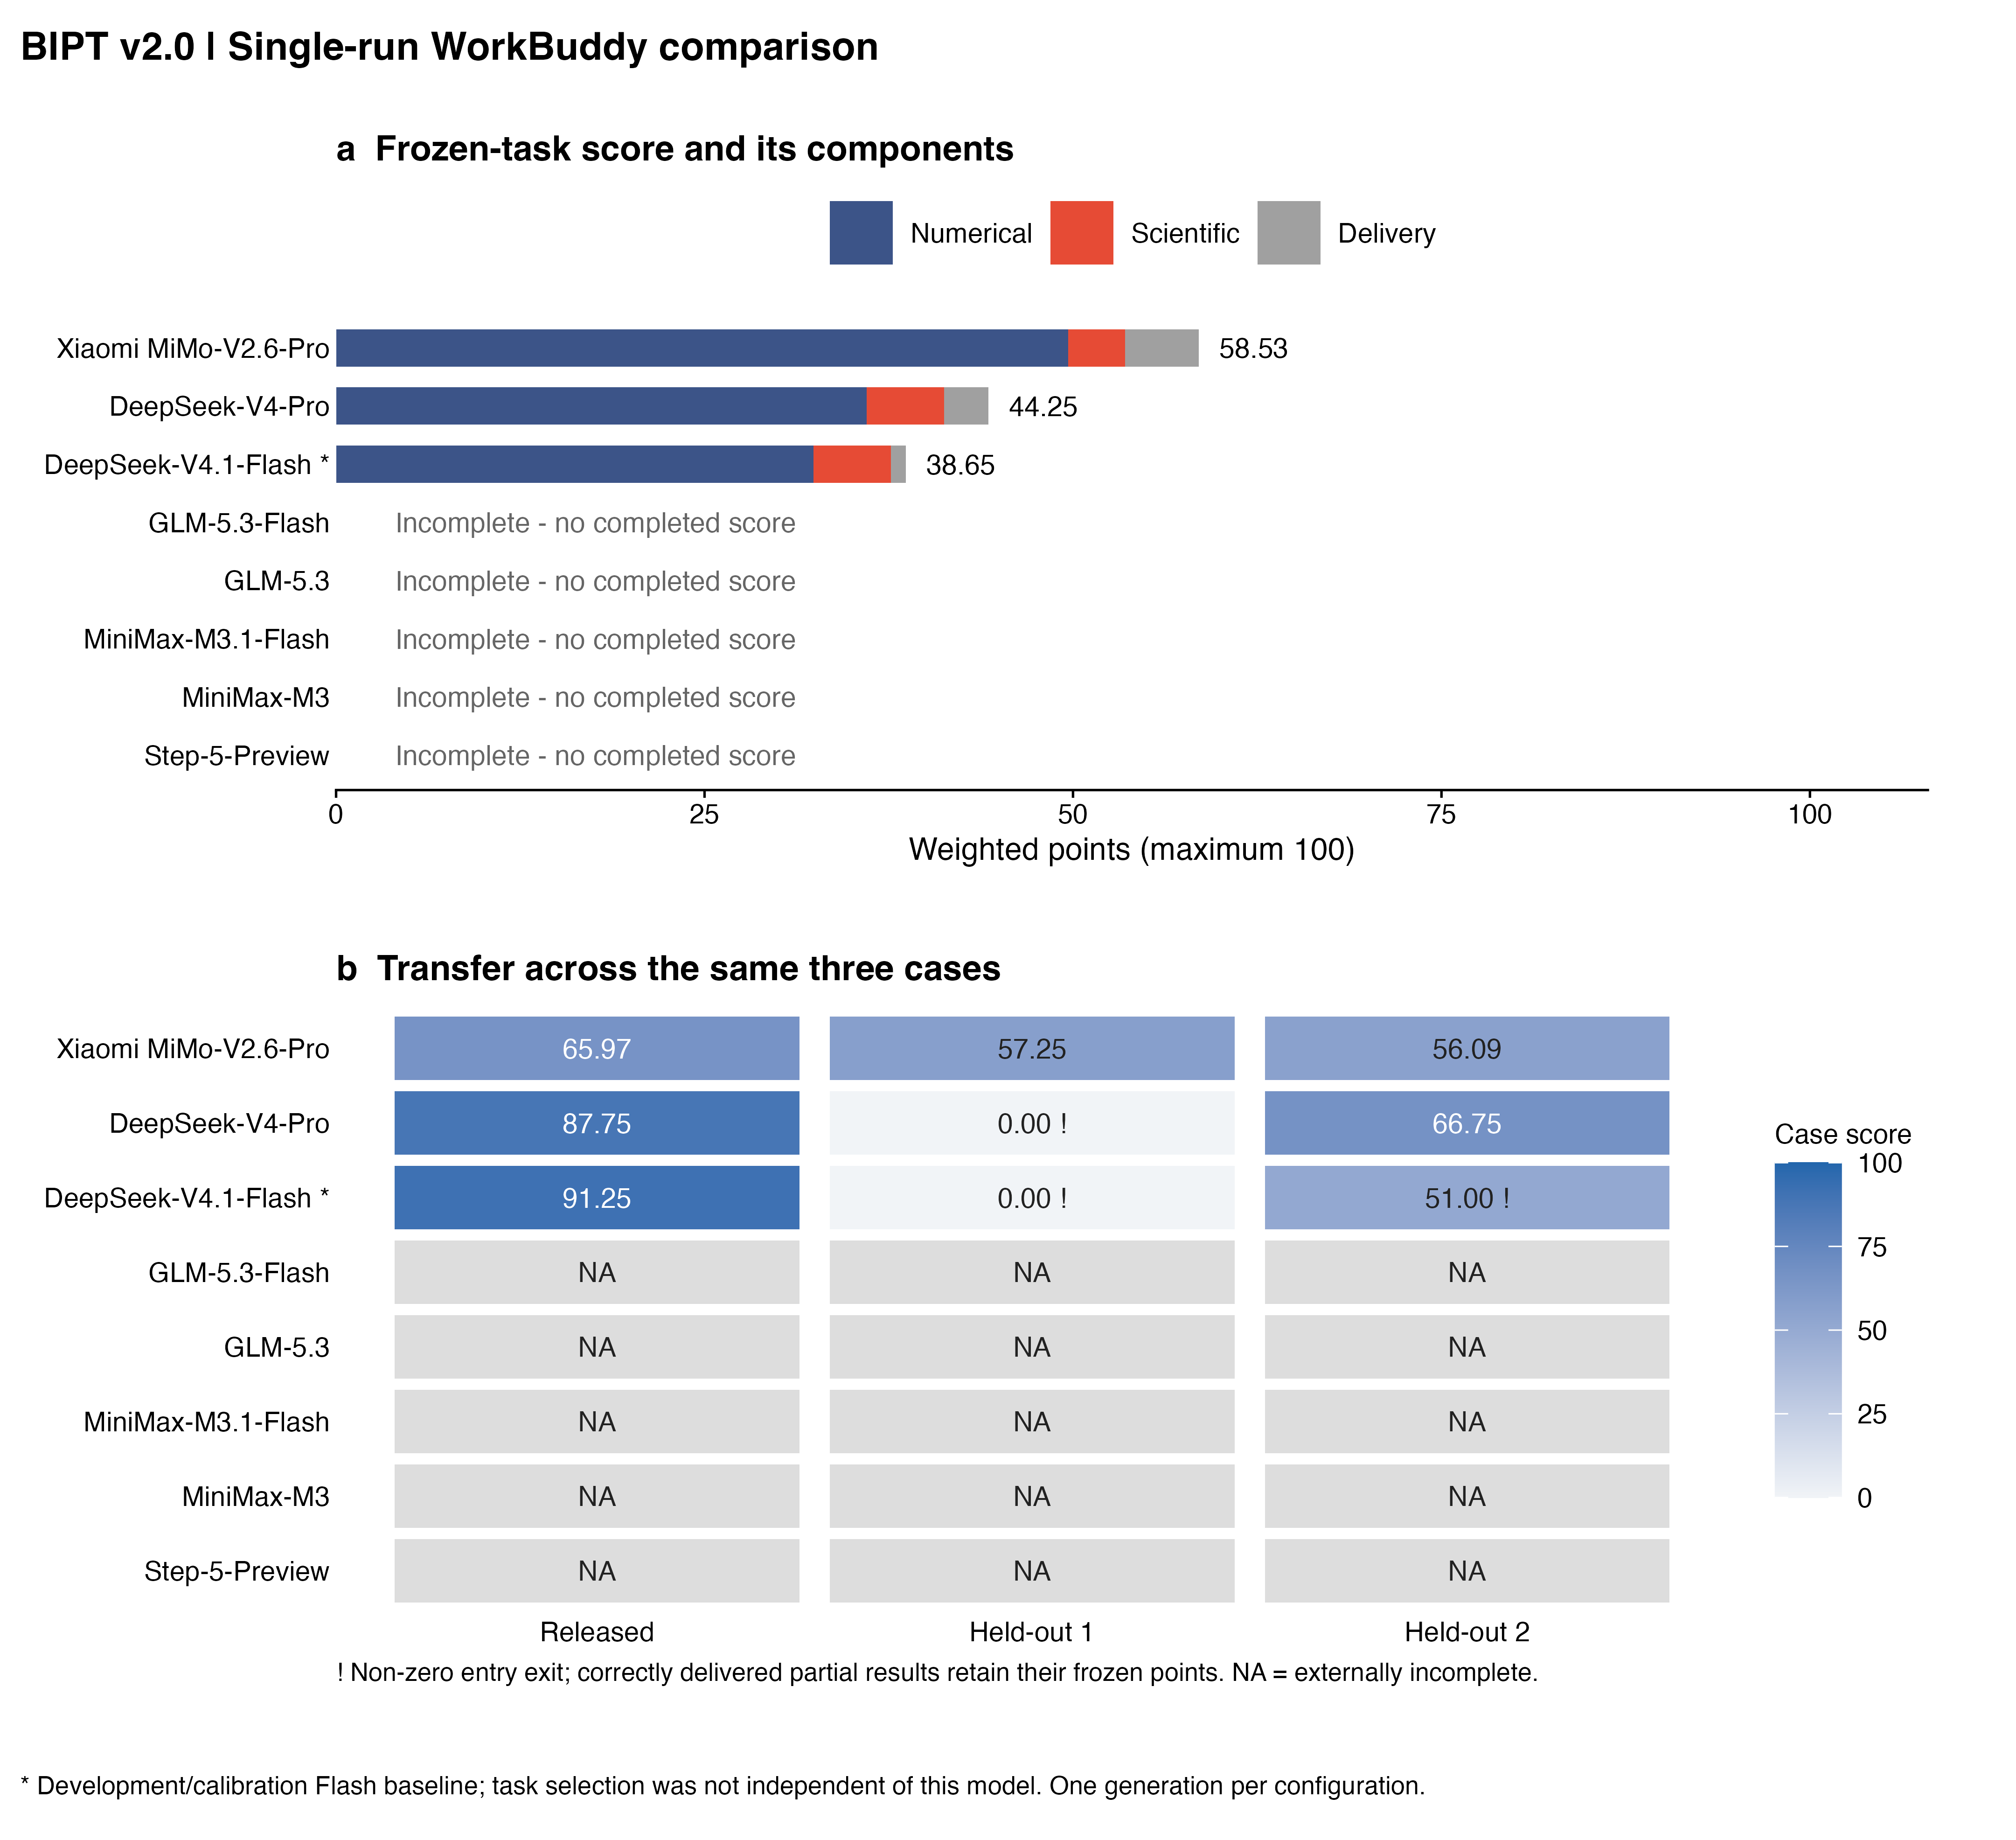 BIPT v2.0 | Single-run WorkBuddy comparison
a Frozen-task score and its components
Numerical Scientific Delivery
Xiaomi MiMo-V2.6-Pro 58.53
DeepSeek-V4-Pro 44.25
DeepSeek-V4.1-Flash * 38.65
GLM-5.3-Flash Incomplete - no completed score
GLM-5.3 Incomplete - no completed score
MiniMax-M3.1-Flash Incomplete - no completed score
MiniMax-M3 Incomplete - no completed score
Step-5-Preview Incomplete - no completed score
0 25 50 75 100
Weighted points (maximum 100)
b Transfer across the same three cases
Xiaomi MiMo-V2.6-Pro 65.97 57.25 56.09
DeepSeek-V4-Pro 87.75 0.00 ! 66.75
DeepSeek-V4.1-Flash * 91.25 0.00 ! 51.00 !
GLM-5.3-Flash NA NA NA
GLM-5.3 NA NA NA
MiniMax-M3.1-Flash NA NA NA
MiniMax-M3 NA NA NA
Step-5-Preview NA NA NA
Released Held-out 1 Held-out 2
Case score
100
75
50
25
0
! Non-zero entry exit; correctly delivered partial results retain their frozen points. NA = externally incomplete.
* Development/calibration Flash baseline; task selection was not independent of this model. One generation per configuration.